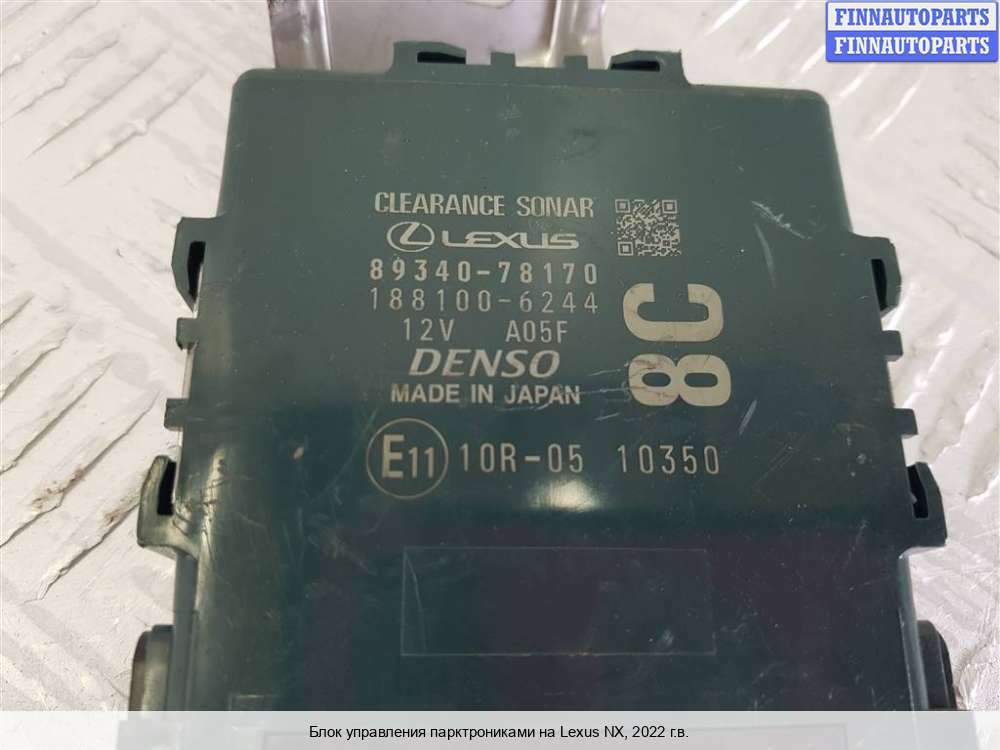 FINNAUTOPARTS
FINNAUTOPARTS
CLEARANCE SONAR
LEXUS
89340-78170
188100-6244
12V A05F
8C
DENSO
MADE IN JAPAN
E11 10R-05 10350
Блок управления парктрониками на Lexus NX, 2022 г.в.